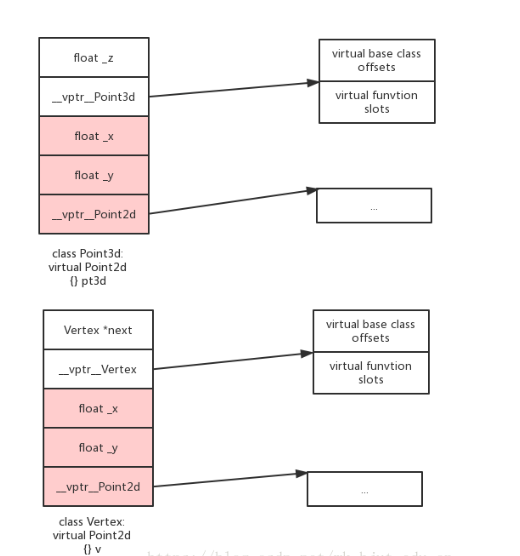 float _z
virtual base class
offsets
__vptr__Point3d
virtual funvtion
slots
float _x
float _y
__vptr__Point2d
...
class Point3d:
virtual Point2d
{} pt3d
Vertex *next
virtual base class
offsets
__vptr__Vertex
virtual funvtion
slots
float _x
float _y
__vptr__Point2d
...
class Vertex:
virtual Point2d
{} v